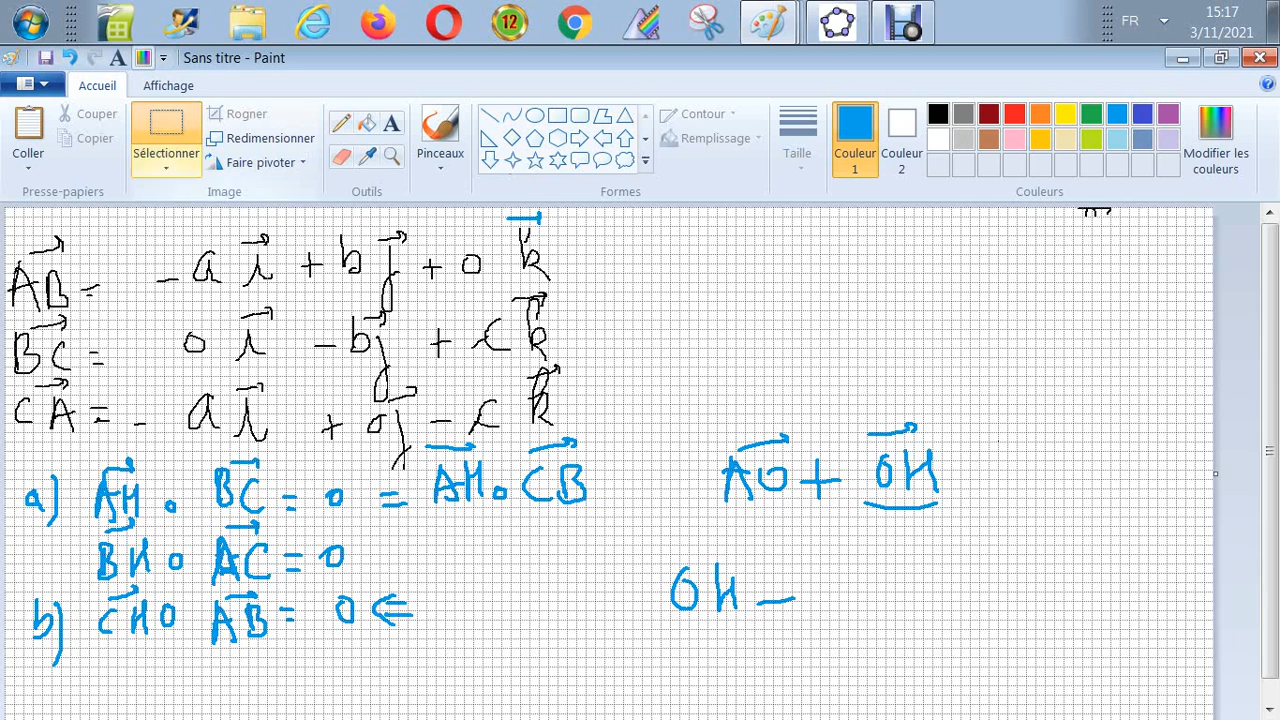 12
FR
15:17
3/11/2021
Sans titre - Paint
Accueil Affichage
Coller
Couper
Copier
Sélectionner
Rogner
Redimensionner
Faire pivoter
A
Pinceaux
Contour
Remplissage
Taille
Couleur 1
Couleur 2
Modifier les couleurs
Presse-papiers Image Outils Formes Couleurs
AB⃗ = - a i⃗ + b j⃗ + 0 k⃗
BC⃗ = 0 i⃗ - b j⃗ + c k⃗
CA⃗ = - a i⃗ + 0 j⃗ - c k⃗
a) AH⃗ . BC⃗ = 0 = AH⃗ . CB⃗
AO⃗ + OH⃗
BH⃗ . AC⃗ = 0
OH -
b) CH⃗ . AB⃗ = 0 ⇐